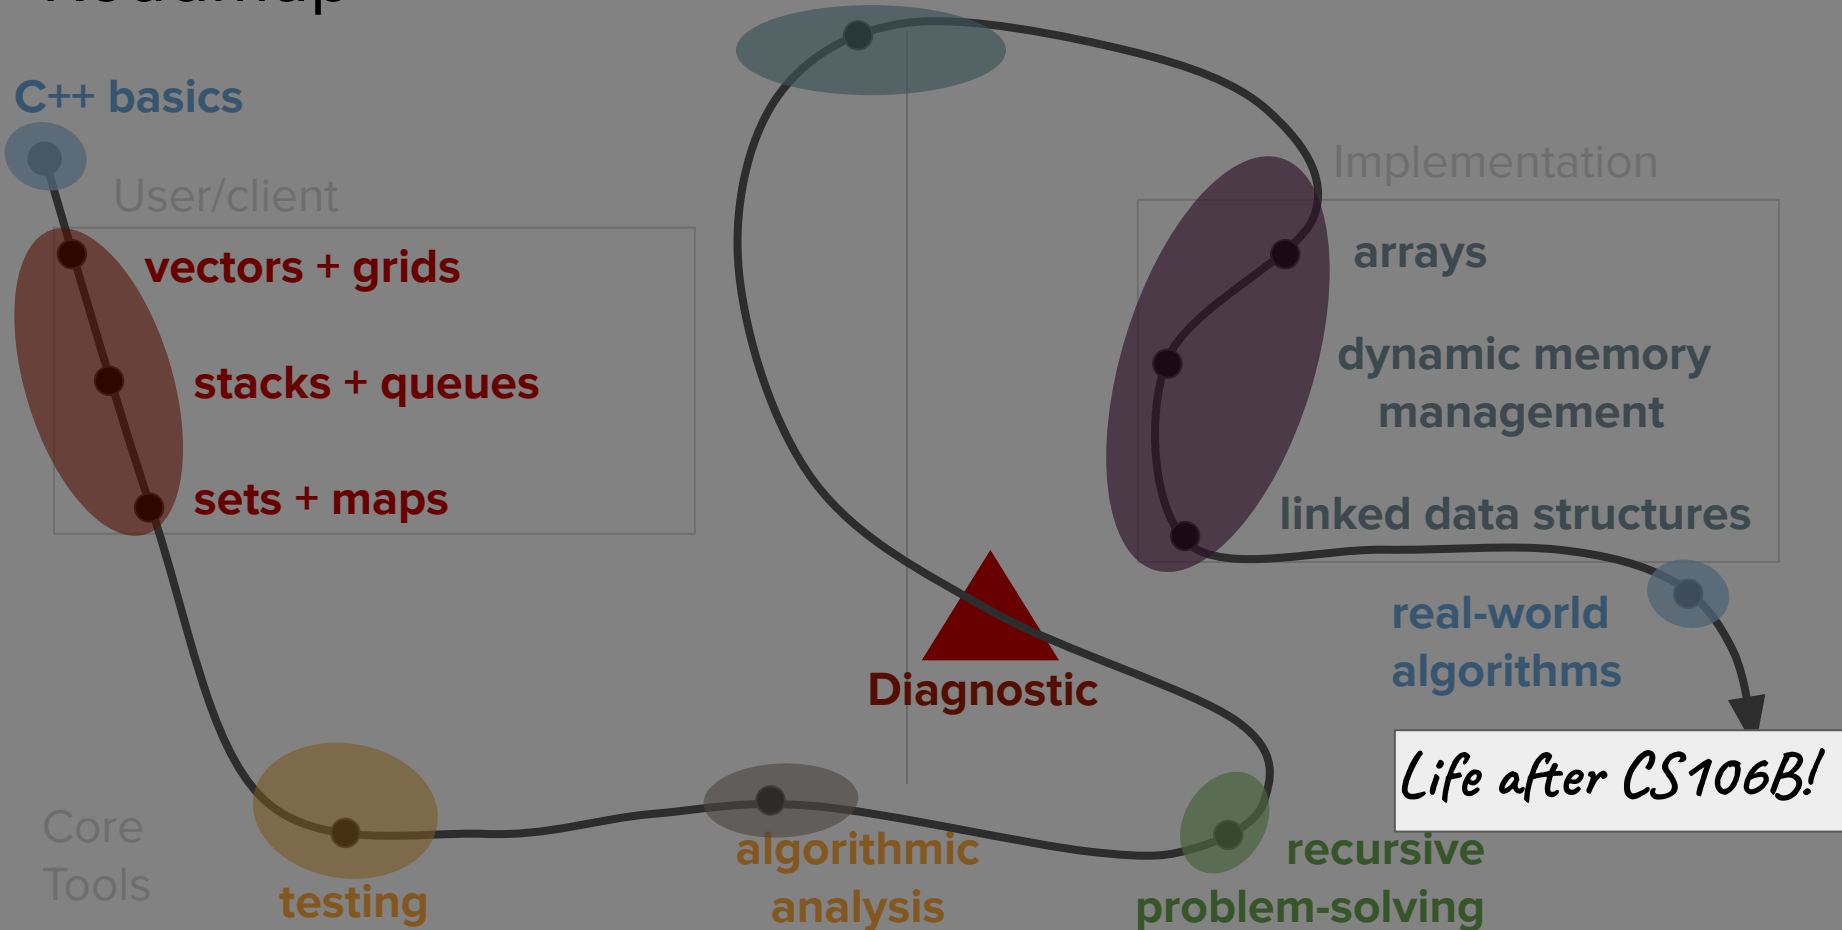 Roadmap
C++ basics
User/client
vectors + grids
stacks + queues
sets + maps
Core
Tools
testing
algorithmic
analysis
recursive
problem-solving
Diagnostic
Implementation
arrays
dynamic memory
management
linked data structures
real-world
algorithms
Life after CS106B!